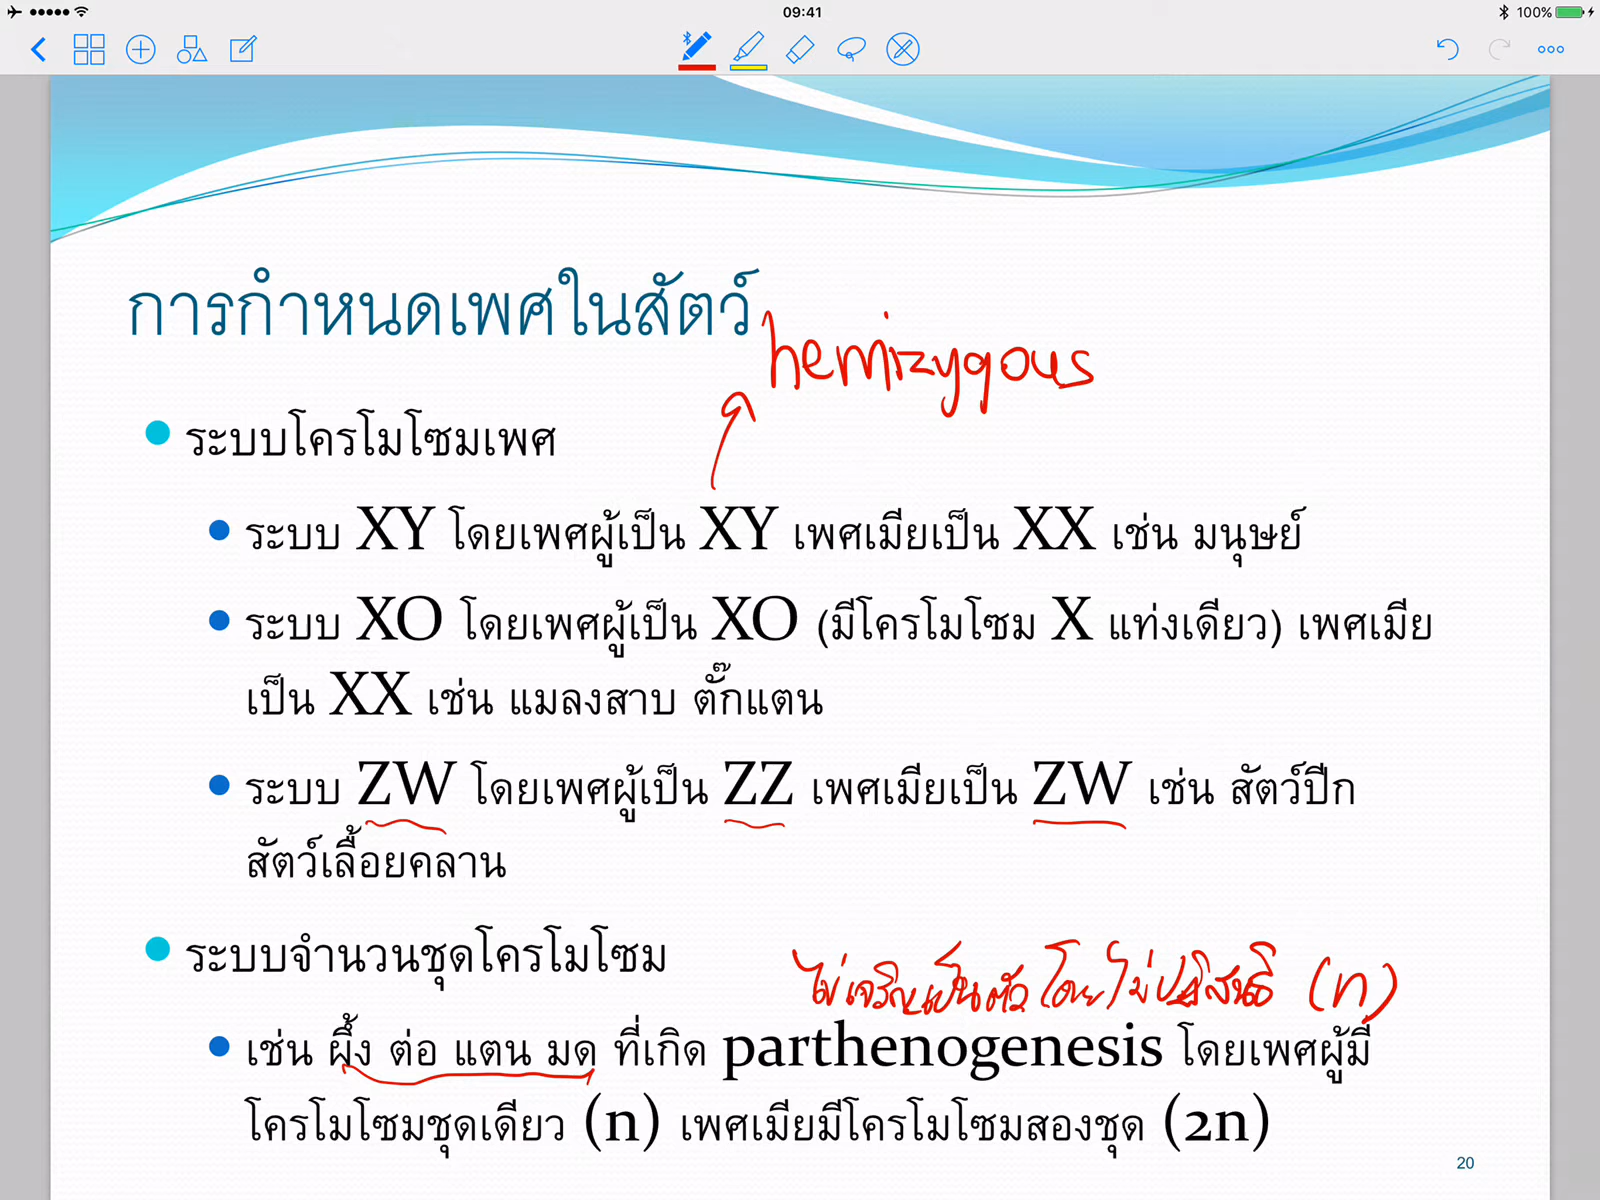 09:41
100%
การกำหนดเพศในสัตว์
hemizygous
ระบบโครโมโซมเพศ
ระบบ XY โดยเพศผู้เป็น XY เพศเมียเป็น XX เช่น มนุษย์
ระบบ XO โดยเพศผู้เป็น XO (มีโครโมโซม X แท่งเดียว) เพศเมีย
เป็น XX เช่น แมลงสาบ ตั๊กแตน
ระบบ ZW โดยเพศผู้เป็น ZZ เพศเมียเป็น ZW เช่น สัตว์ปีก
สัตว์เลื้อยคลาน
ระบบจำนวนชุดโครโมโซม
ไข่เจริญเป็นตัวโดยไม่ปฏิสนธิ (n)
เช่น ผึ้ง ต่อ แตน มด ที่เกิด parthenogenesis โดยเพศผู้มี
โครโมโซมชุดเดียว (n) เพศเมียมีโครโมโซมสองชุด (2n)
20